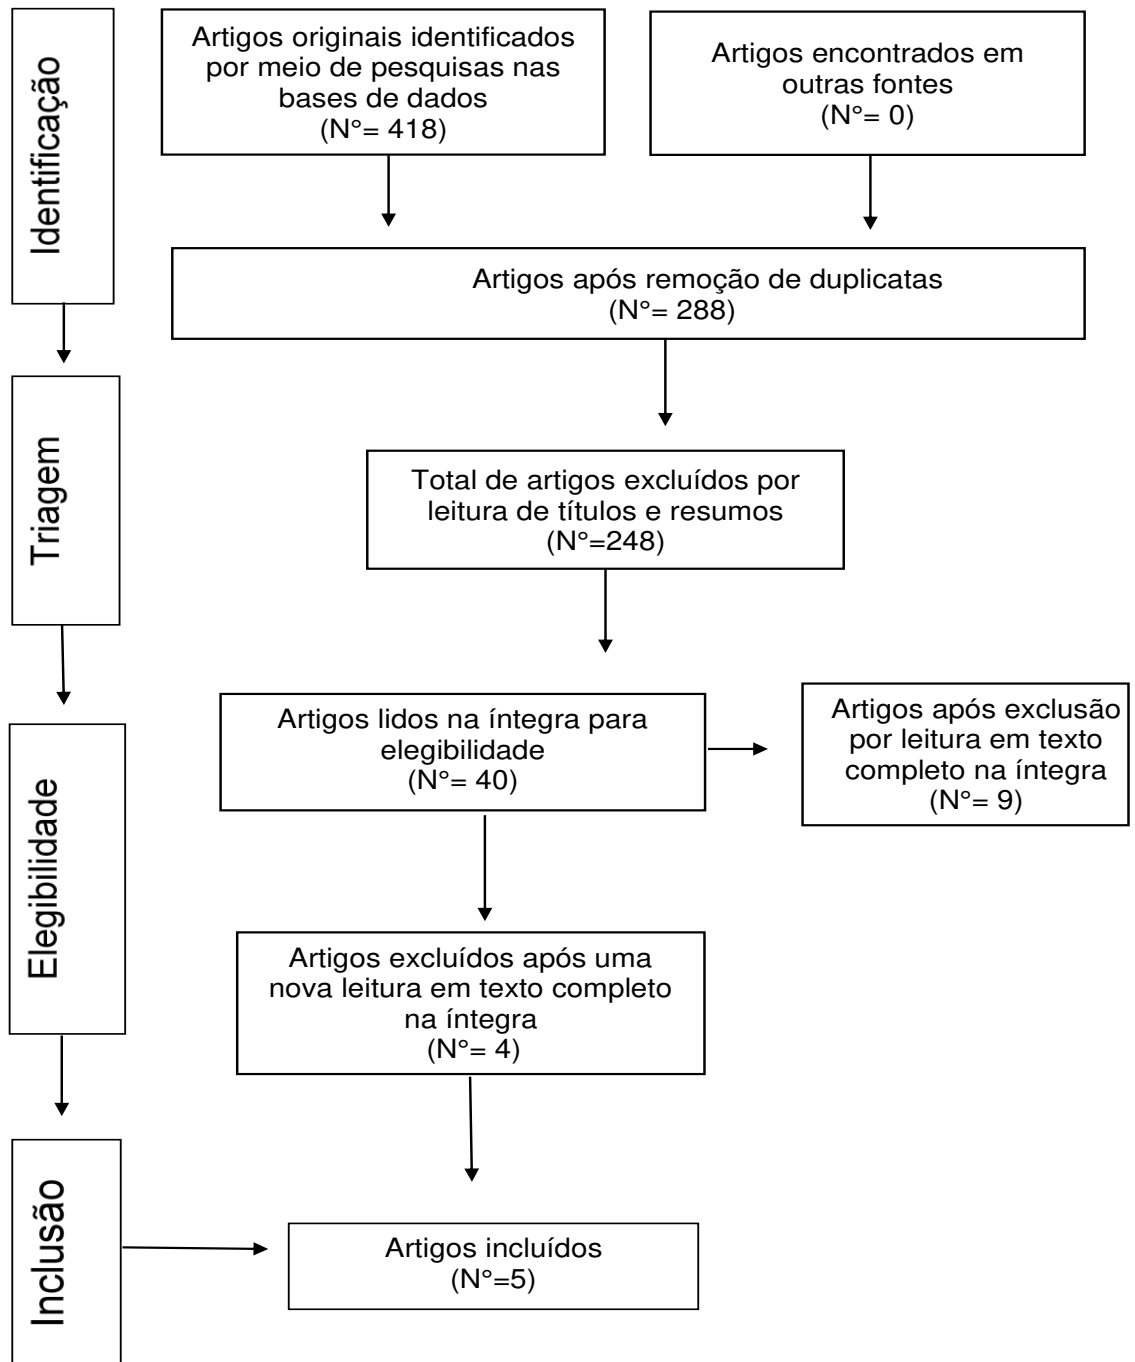 Identificação
Artigos originais identificados
por meio de pesquisas nas
bases de dados
(N°= 418)
Artigos encontrados em
outras fontes
(N°= 0)
Artigos após remoção de duplicatas
(N°= 288)
Triagem
Total de artigos excluídos por
leitura de títulos e resumos
(N°=248)
Elegibilidade
Artigos lidos na íntegra para
elegibilidade
(N°= 40)
Artigos após exclusão
por leitura em texto
completo na íntegra
(N°= 9)
Artigos excluídos após uma
nova leitura em texto completo
na íntegra
(N°= 4)
Inclusão
Artigos incluídos
(N°=5)